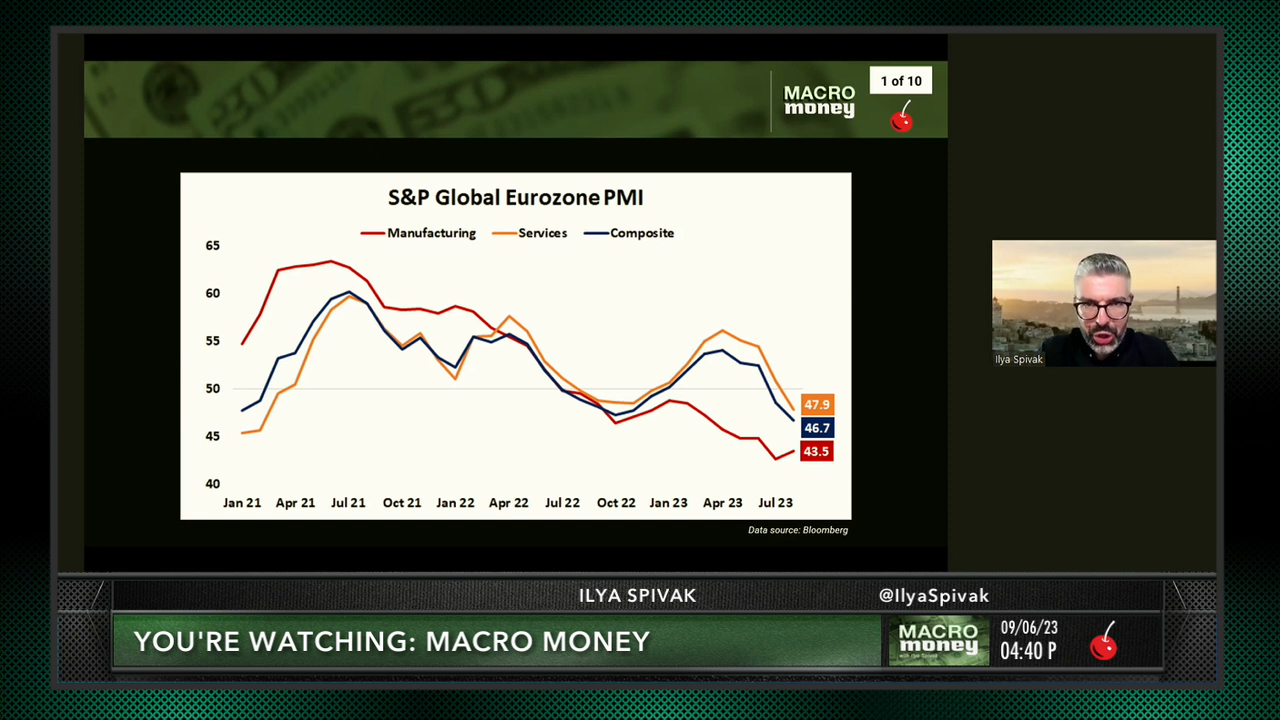 MACRO
money
1 of 10
S&P Global Eurozone PMI
Manufacturing Services Composite
65
60
55
50
45
40
47.9
46.7
43.5
Jan 21 Apr 21 Jul 21 Oct 21 Jan 22 Apr 22 Jul 22 Oct 22 Jan 23 Apr 23 Jul 23
Data source: Bloomberg
Ilya Spivak
ILYA SPIVAK @IlyaSpivak
YOU'RE WATCHING: MACRO MONEY
MACRO
money
09/06/23
04:40 P